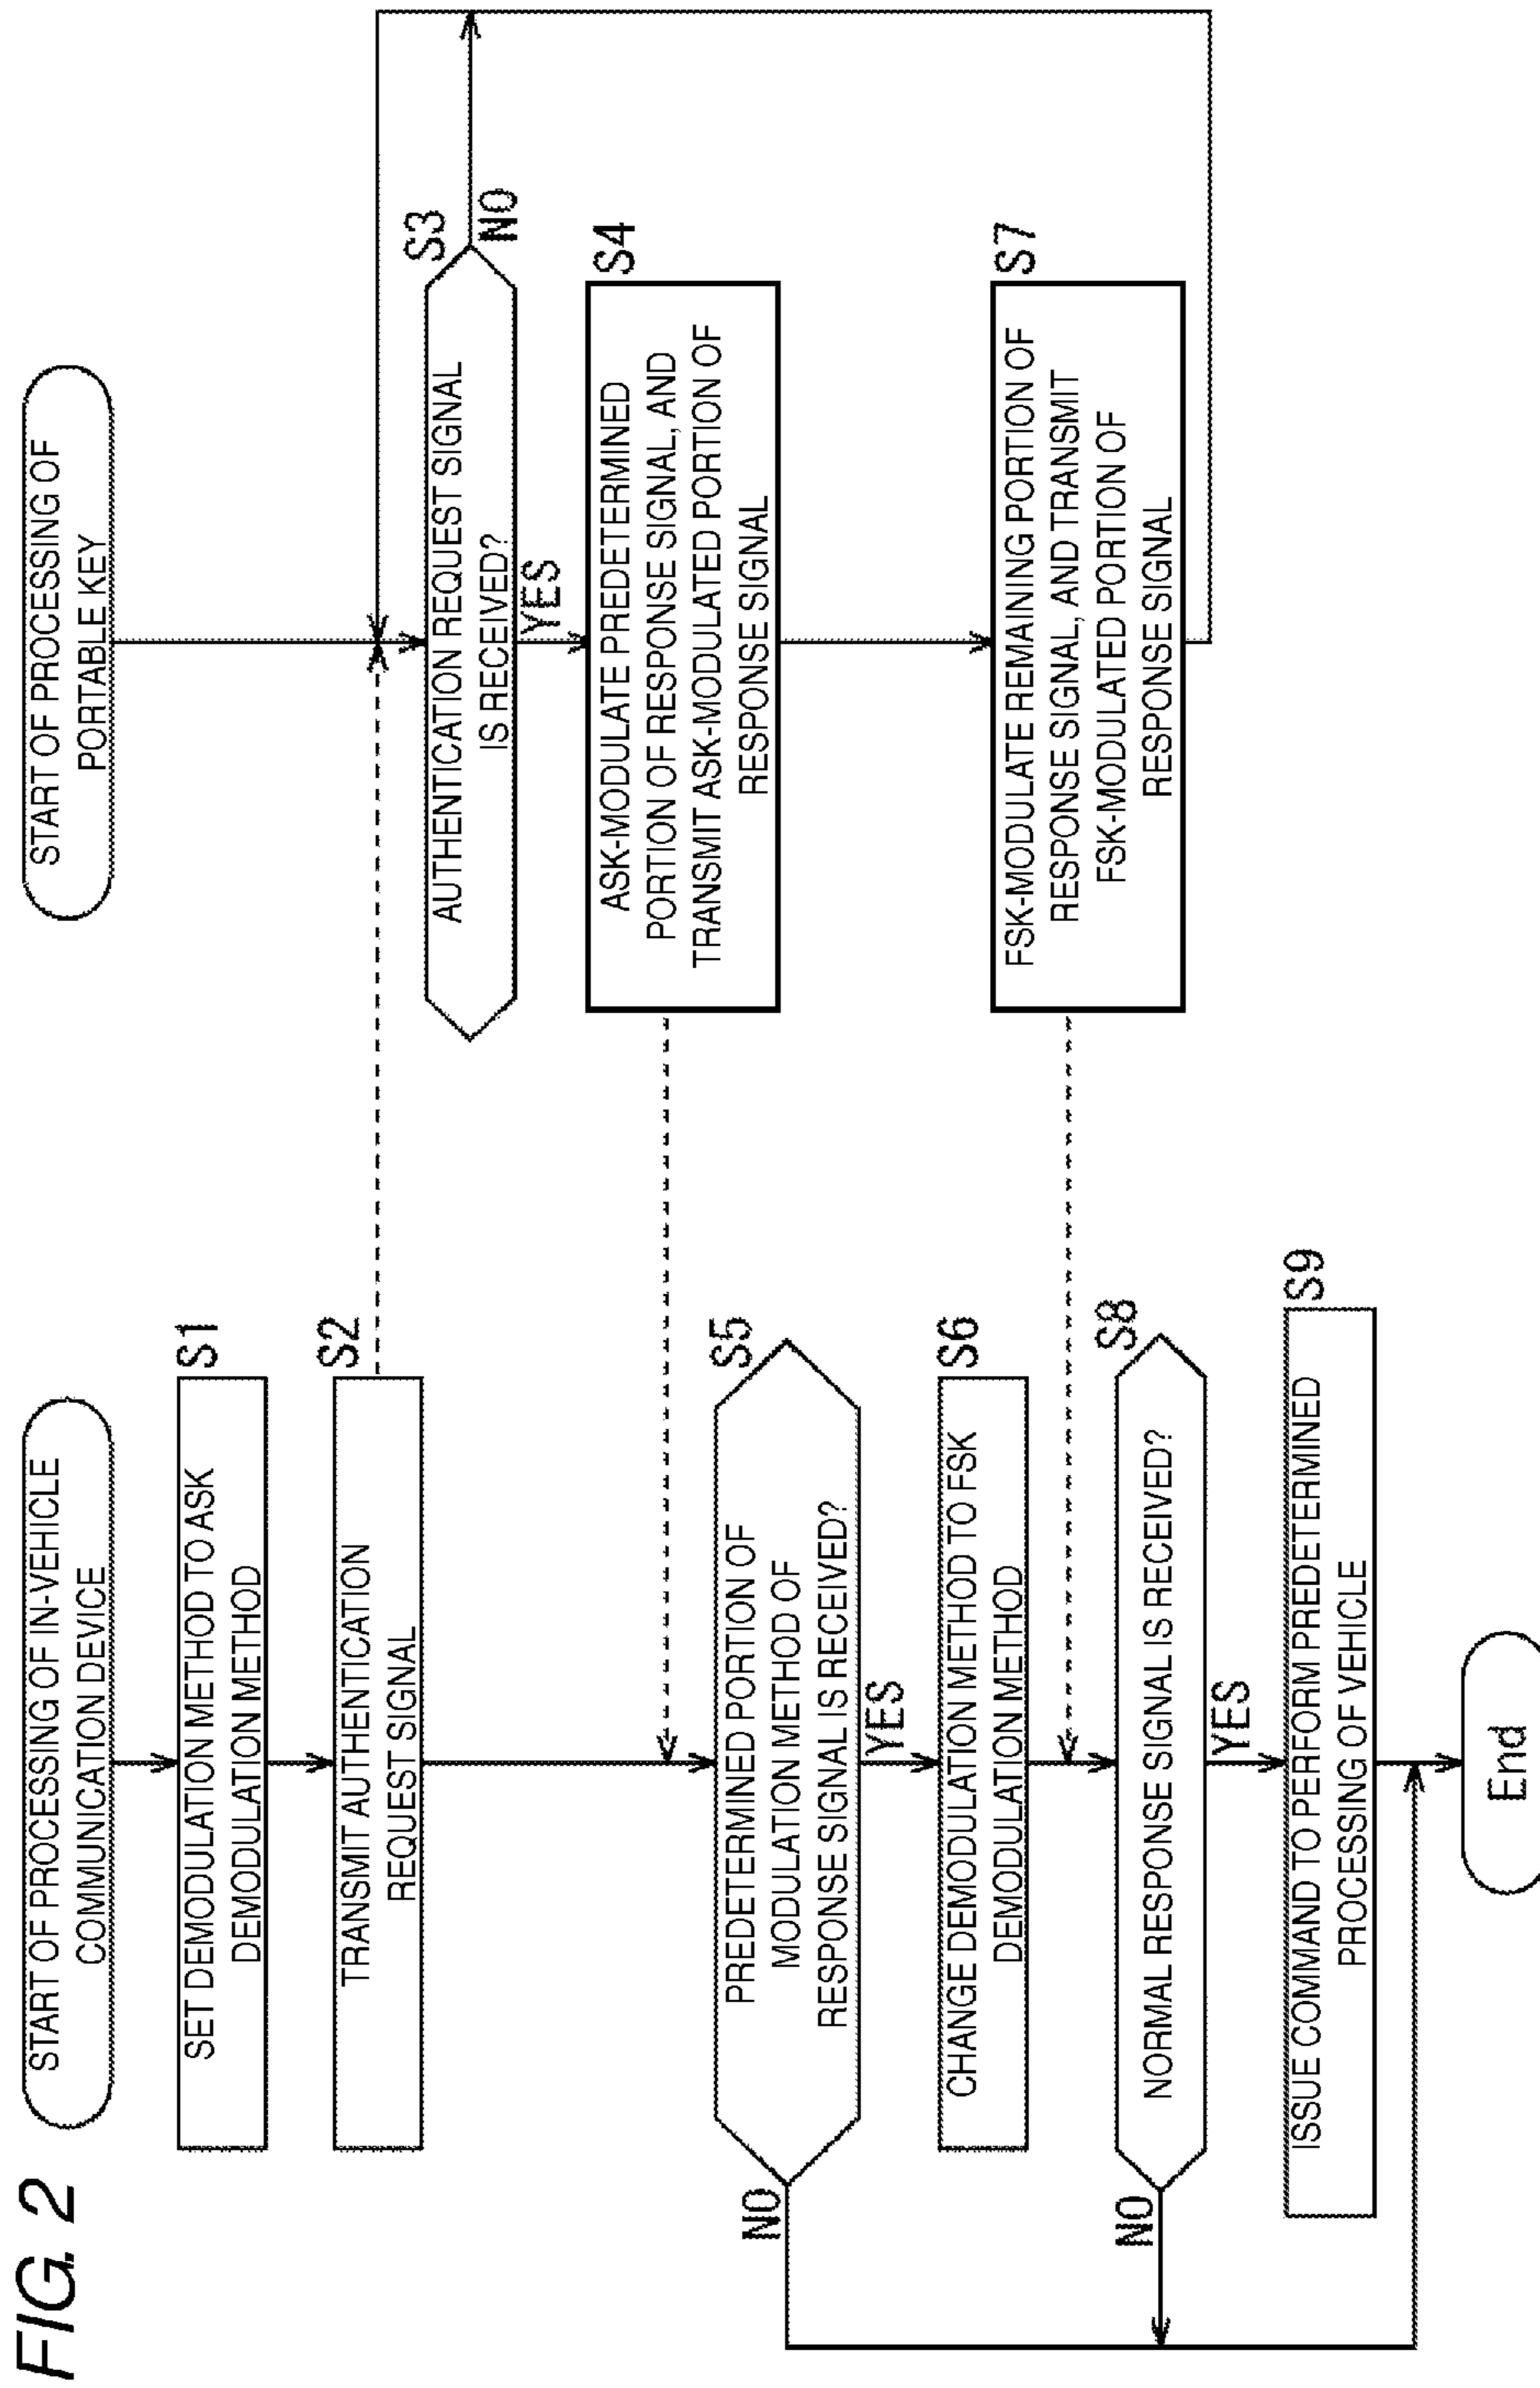 FIG. 2
START OF PROCESSING OF IN-VEHICLE
COMMUNICATION DEVICE
S1
SET DEMODULATION METHOD TO ASK
DEMODULATION METHOD
S2
TRANSMIT AUTHENTICATION
REQUEST SIGNAL
S5
PREDETERMINED PORTION OF
MODULATION METHOD OF
RESPONSE SIGNAL IS RECEIVED?
NO
YES
S6
CHANGE DEMODULATION METHOD TO FSK
DEMODULATION METHOD
S8
NORMAL RESPONSE SIGNAL IS RECEIVED?
NO
YES
S9
ISSUE COMMAND TO PERFORM PREDETERMINED
PROCESSING OF VEHICLE
End
START OF PROCESSING OF
PORTABLE KEY
S3
AUTHENTICATION REQUEST SIGNAL
IS RECEIVED?
NO
YES
S4
ASK-MODULATE PREDETERMINED
PORTION OF RESPONSE SIGNAL, AND
TRANSMIT ASK-MODULATED PORTION OF
RESPONSE SIGNAL
S7
FSK-MODULATE REMAINING PORTION OF
RESPONSE SIGNAL, AND TRANSMIT
FSK-MODULATED PORTION OF
RESPONSE SIGNAL